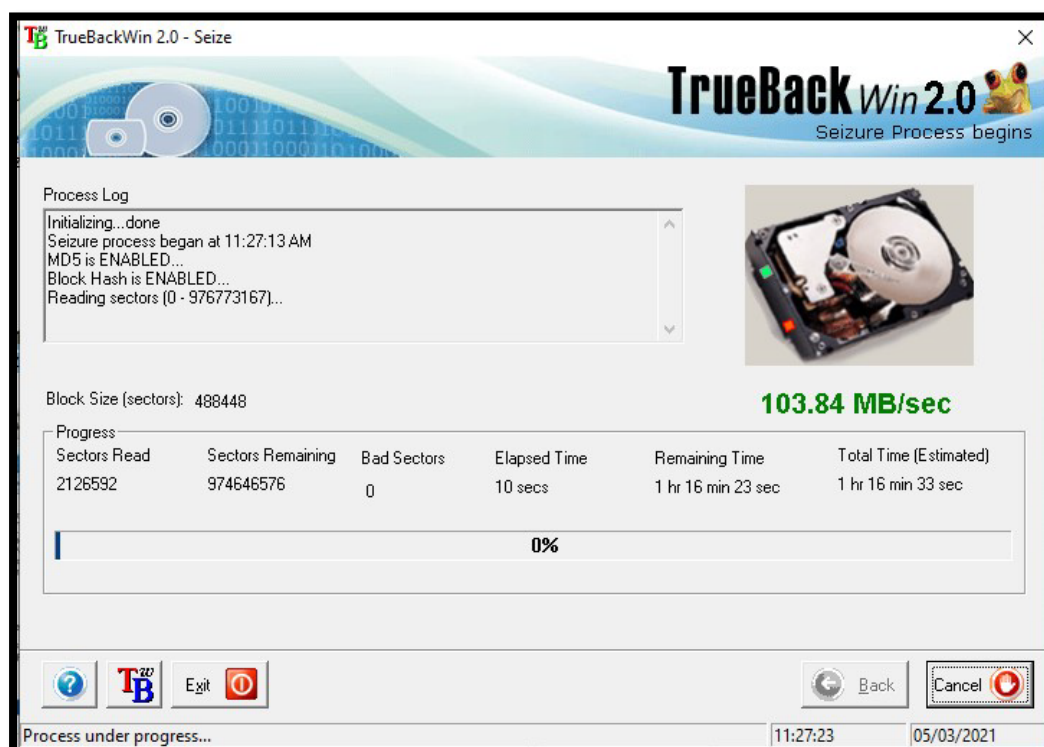 TrueBackWin 2.0 - Seize
TrueBack Win 2.0
Seizure Process begins
Process Log
Initializing...done
Seizure process began at 11:27:13 AM
MD5 is ENABLED...
Block Hash is ENABLED...
Reading sectors (0 - 976773167)...
Block Size (sectors): 488448
103.84 MB/sec
Progress
Sectors Read Sectors Remaining Bad Sectors Elapsed Time Remaining Time Total Time (Estimated)
2126592 974646576 0 10 secs 1 hr 16 min 23 sec 1 hr 16 min 33 sec
0%
? TBw Exit Back Cancel
Process under progress... 11:27:23 05/03/2021